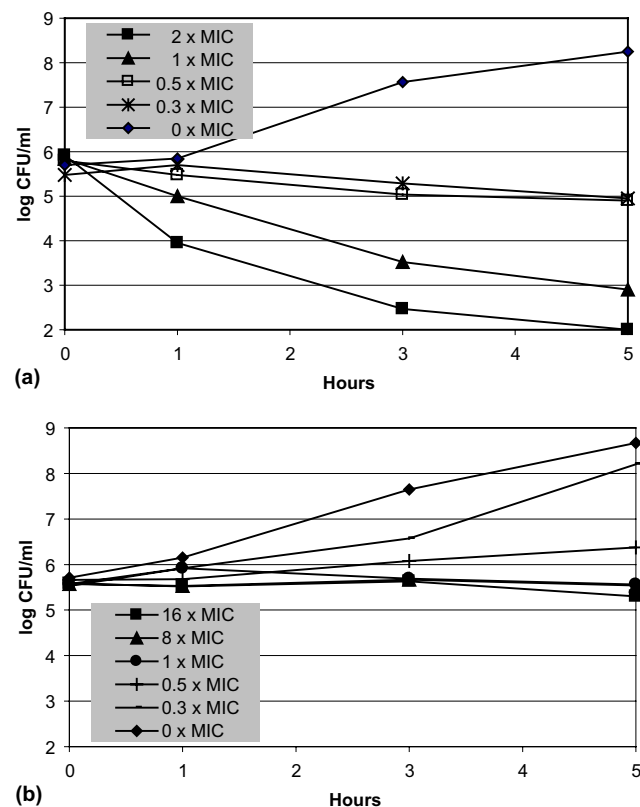 9
8
7
6
5
4
3
2
log CFU/ml
2 x MIC
1 x MIC
0.5 x MIC
0.3 x MIC
0 x MIC
0 1 2 3 4 5
Hours
(a)
9
8
7
6
5
4
3
2
log CFU/ml
16 x MIC
8 x MIC
1 x MIC
0.5 x MIC
0.3 x MIC
0 x MIC
0 1 2 3 4 5
Hours
(b)